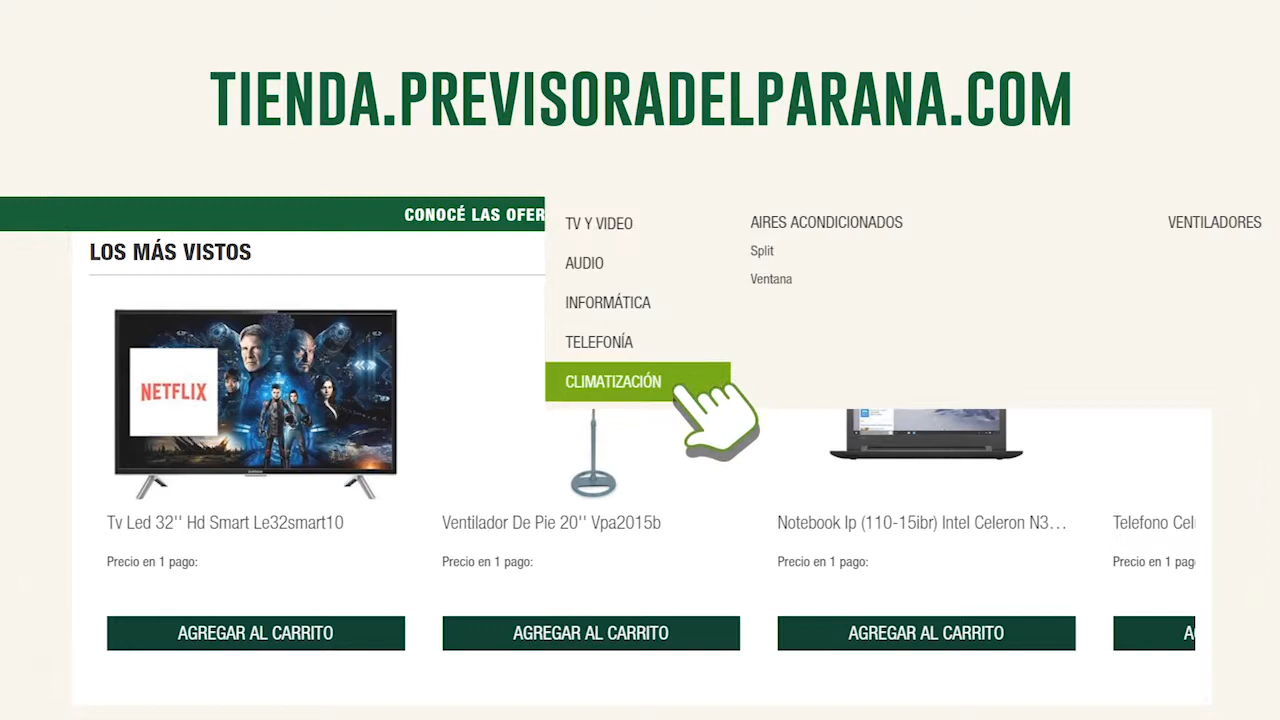 TIENDA.PREVISORADELPARANA.COM
CONOCÉ LAS
LOS MÁS VISTOS
TV Y VIDEO
AUDIO
INFORMÁTICA
TELEFONÍA
CLIMATIZACIÓN
AIRES ACONDICIONADOS
Split
Ventana
VENTILADORES
NETFLIX
Tv Led 32'' Hd Smart Le32smart10
Precio en 1 pago:
AGREGAR AL CARRITO
Ventilador De Pie 20'' Vpa2015b
Precio en 1 pago:
AGREGAR AL CARRITO
Notebook Ip (110-15ibr) Intel Celeron N3...
Precio en 1 pago:
AGREGAR AL CARRITO
Telefono Cel
Precio en 1 pag